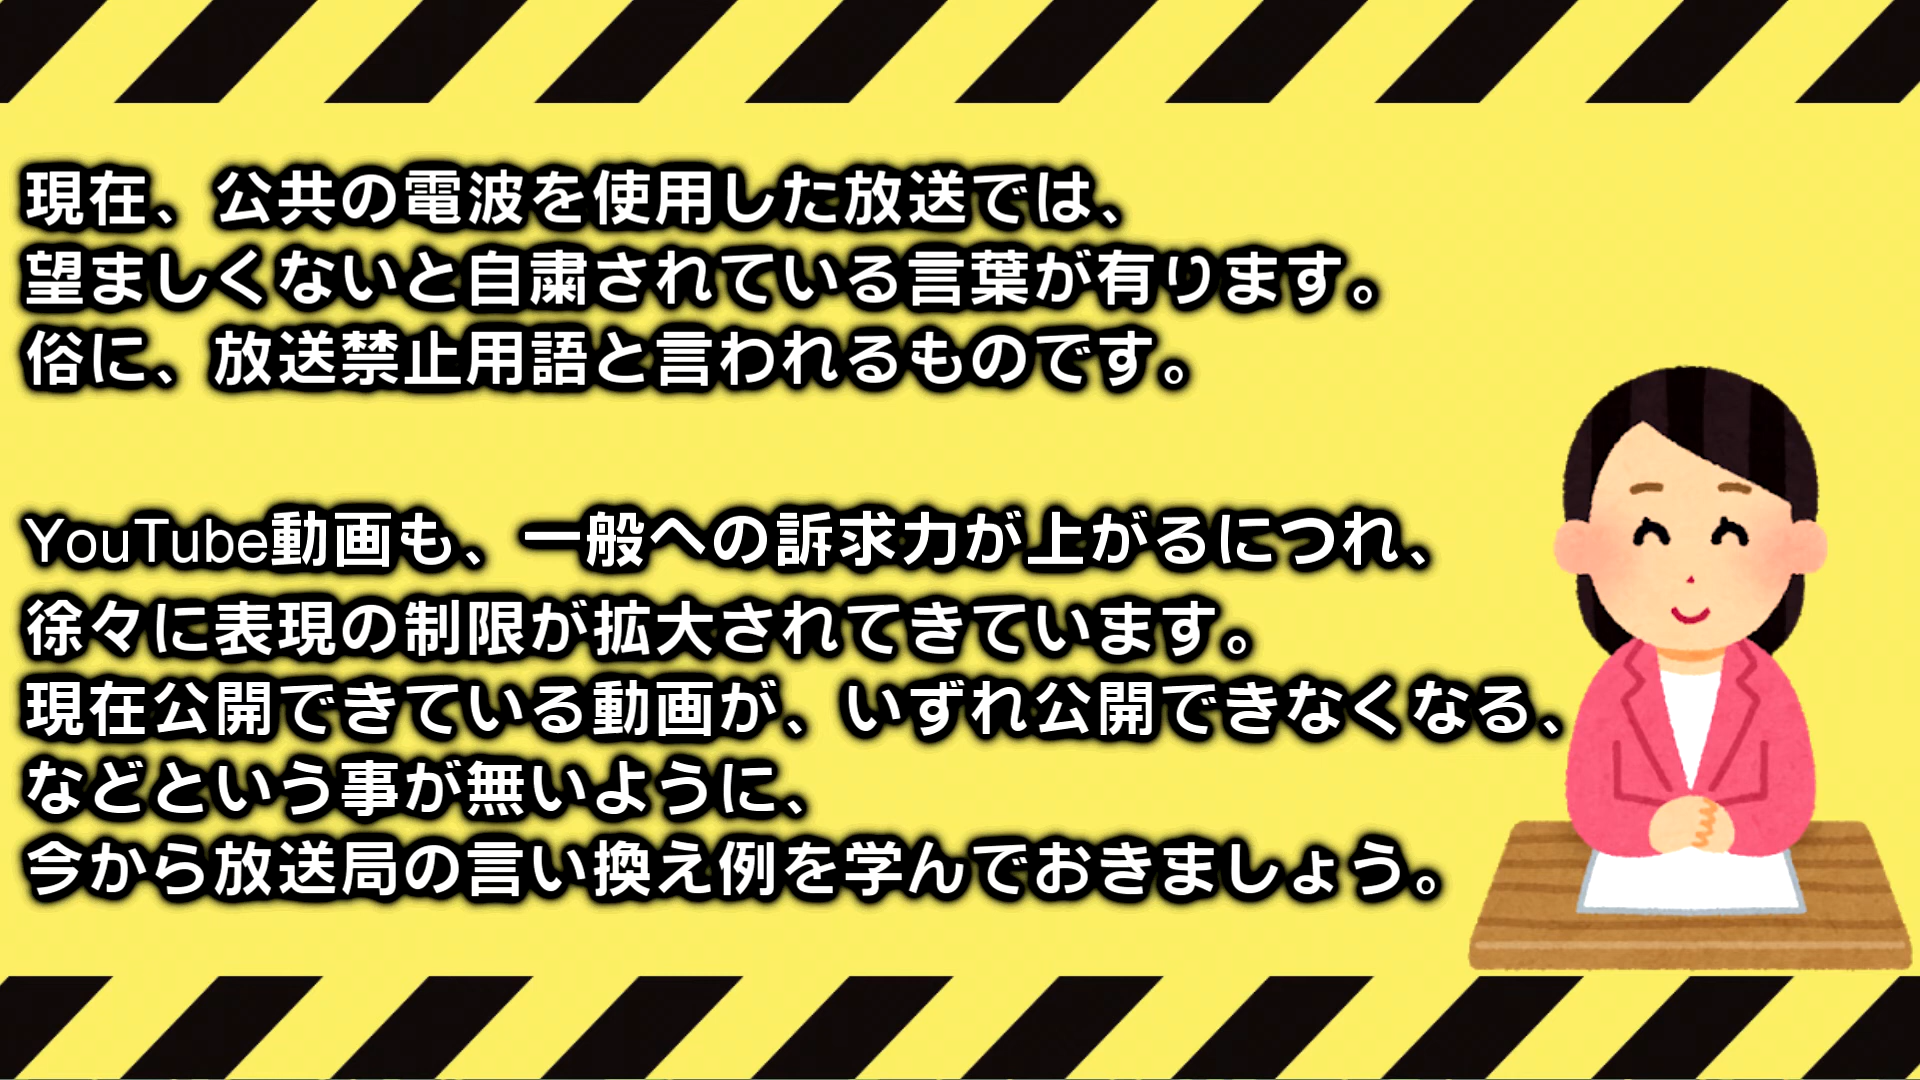 現在、公共の電波を使用した放送では、
望ましくないと自粛されている言葉が有ります。
俗に、放送禁止用語と言われるものです。
YouTube動画も、一般への訴求力が上がるにつれ、
徐々に表現の制限が拡大されてきています。
現在公開できている動画が、いずれ公開できなくなる、
などという事が無いように、
今から放送局の言い換え例を学んでおきましょう。